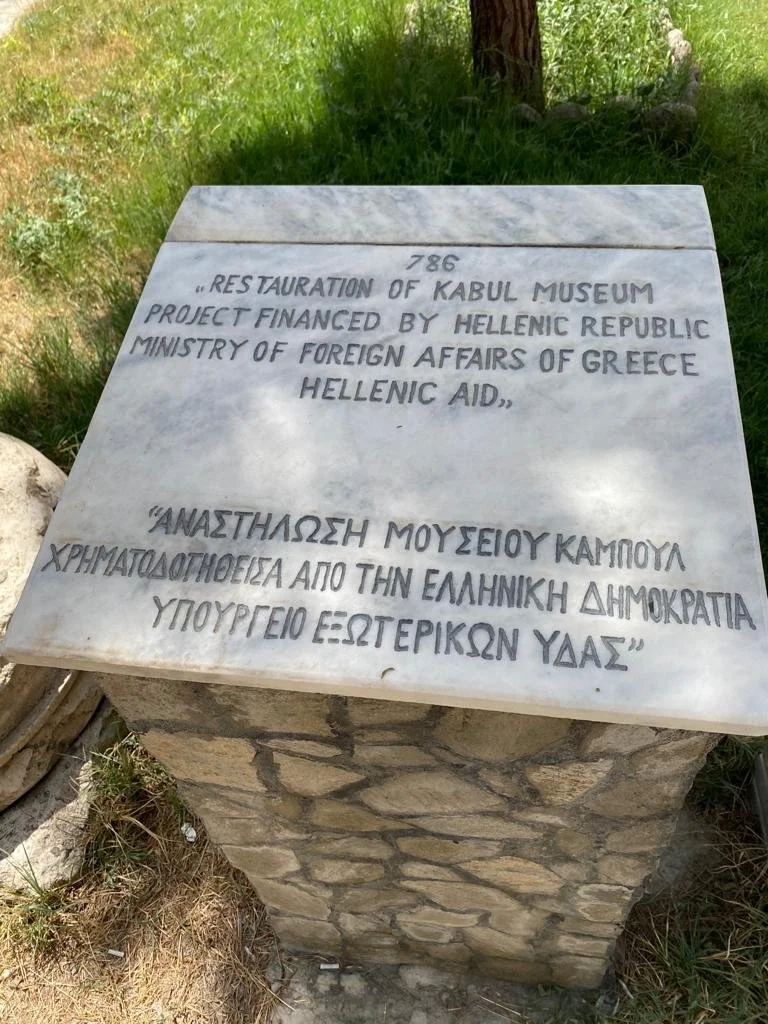 786
„RESTAURATION OF KABUL MUSEUM
PROJECT FINANCED BY HELLENIC REPUBLIC
MINISTRY OF FOREIGN AFFAIRS OF GREECE
HELLENIC AID„
“ΑΝΑΣΤΗΛΩΣΗ ΜΟΥΣΕΙΟΥ ΚΑΜΠΟΥΛ
ΧΡΗΜΑΤΟΔΟΓΗΘΕΙΣΑ ΑΠΟ ΤΗΝ ΕΛΛΗΝΙΚΗ ΔΗΜΟΚΡΑΤΙΑ
ΥΠΟΥΡΓΕΙΟ ΕΞΩΤΕΡΙΚΩΝ ΥΔΑΣ”